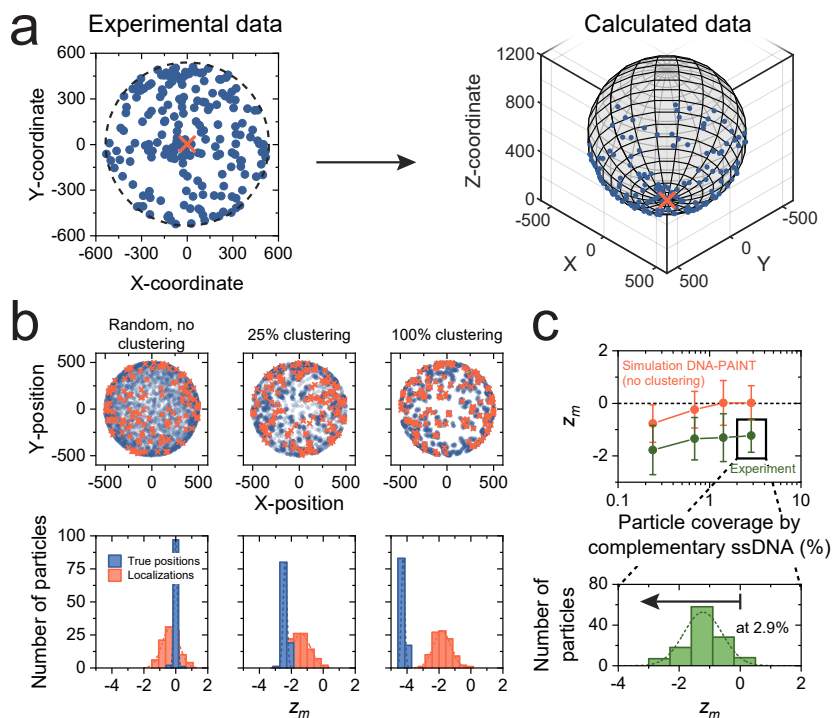 a
Experimental data
Calculated data
Y-coordinate
600
300
0
-300
-600
-600 -300 0 300 600
X-coordinate
Z-coordinate
1200
800
400
0
-500
0
500
X
500
0
-500
Y
b
Random, no
clustering
25% clustering
100% clustering
Y-position
500
0
-500
-500 0 500
-500 0 500
-500 0 500
X-position
Number of particles
100
75
50
25
0
True positions
Localizations
-4 -2 0 2
-4 -2 0 2
-4 -2 0 2
zm
c
zm
2
0
-2
Simulation DNA-PAINT
(no clustering)
Experiment
0.1 1 10
Particle coverage by
complementary ssDNA (%)
Number of
particles
80
40
0
at 2.9%
-4 -2 0 2
zm